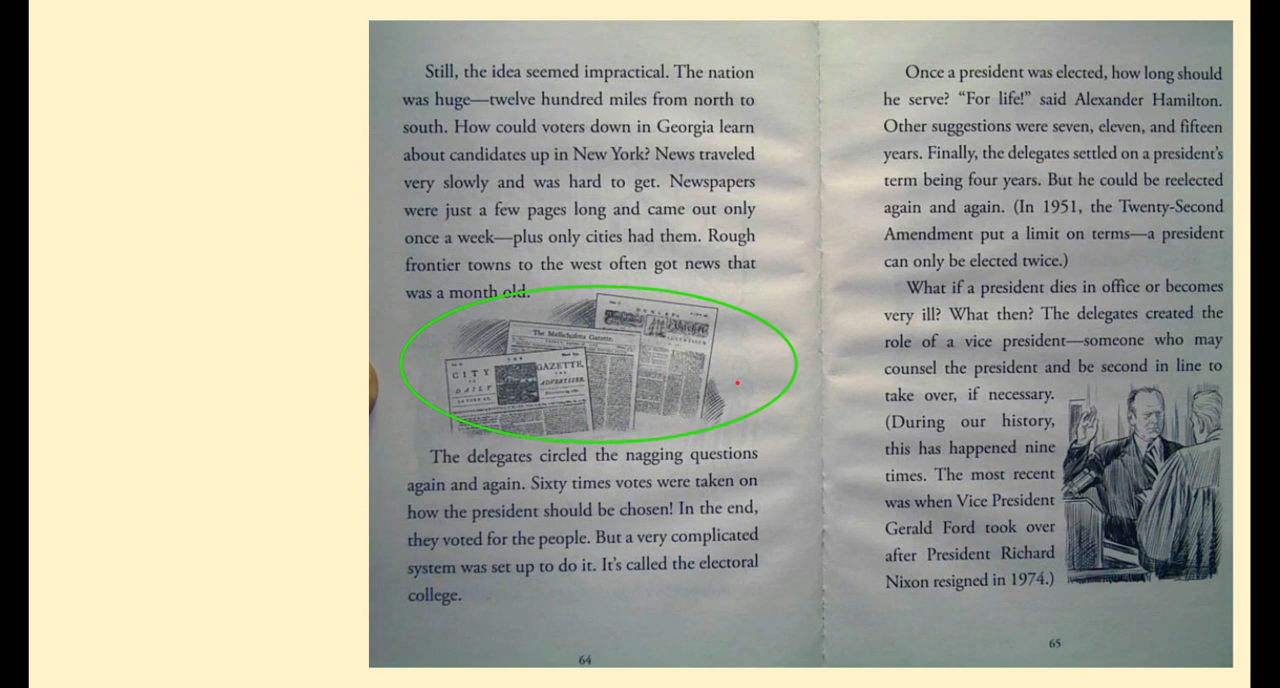 Still, the idea seemed impractical. The nation
was huge—twelve hundred miles from north to
south. How could voters down in Georgia learn
about candidates up in New York? News traveled
very slowly and was hard to get. Newspapers
were just a few pages long and came out only
once a week—plus only cities had them. Rough
frontier towns to the west often got news that
was a month old.
The Massachusetts Gazette.
THE
CITY
DAILY
GAZETTE,
ADVERTISER.
The delegates circled the nagging questions
again and again. Sixty times votes were taken on
how the president should be chosen! In the end,
they voted for the people. But a very complicated
system was set up to do it. It's called the electoral
college.
64
Once a president was elected, how long should
he serve? “For life!” said Alexander Hamilton.
Other suggestions were seven, eleven, and fifteen
years. Finally, the delegates settled on a president's
term being four years. But he could be reelected
again and again. (In 1951, the Twenty-Second
Amendment put a limit on terms—a president
can only be elected twice.)
What if a president dies in office or becomes
very ill? What then? The delegates created the
role of a vice president—someone who may
counsel the president and be second in line to
take over, if necessary.
(During our history,
this has happened nine
times. The most recent
was when Vice President
Gerald Ford took over
after President Richard
Nixon resigned in 1974.)
65